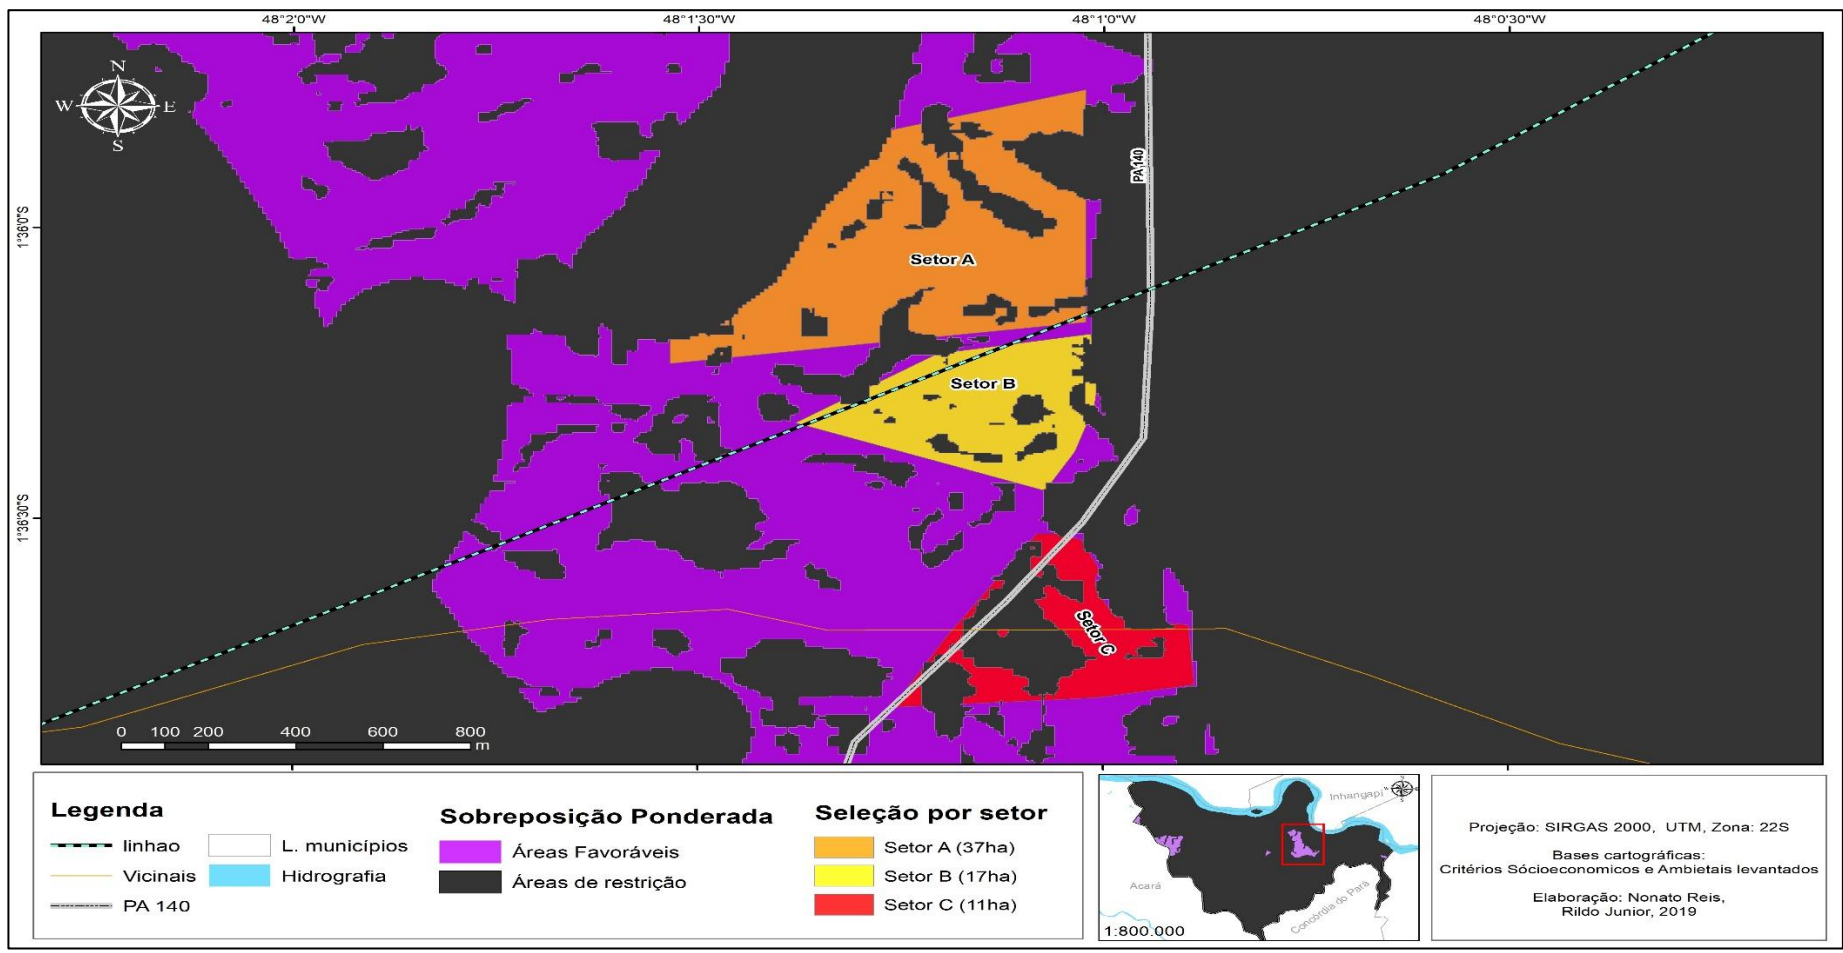 48°2'0"W
48°1'30"W
48°1'0"W
48°0'30"W
N
W
E
S
1°36'0"S
1°36'30"S
PA 140
Setor A
Setor B
Setor C
0 100 200 400 600 800
m
Legenda
linhao
Vicinais
PA 140
L. municípios
Hidrografia
Sobreposição Ponderada
Áreas Favoráveis
Áreas de restrição
Seleção por setor
Setor A (37ha)
Setor B (17ha)
Setor C (11ha)
Inhangapi
Acará
Concórdia do Pará
1:800.000
Projeção: SIRGAS 2000, UTM, Zona: 22S
Bases cartográficas:
Critérios Sócioeconomicos e Ambietais levantados
Elaboração: Nonato Reis,
Rildo Junior, 2019